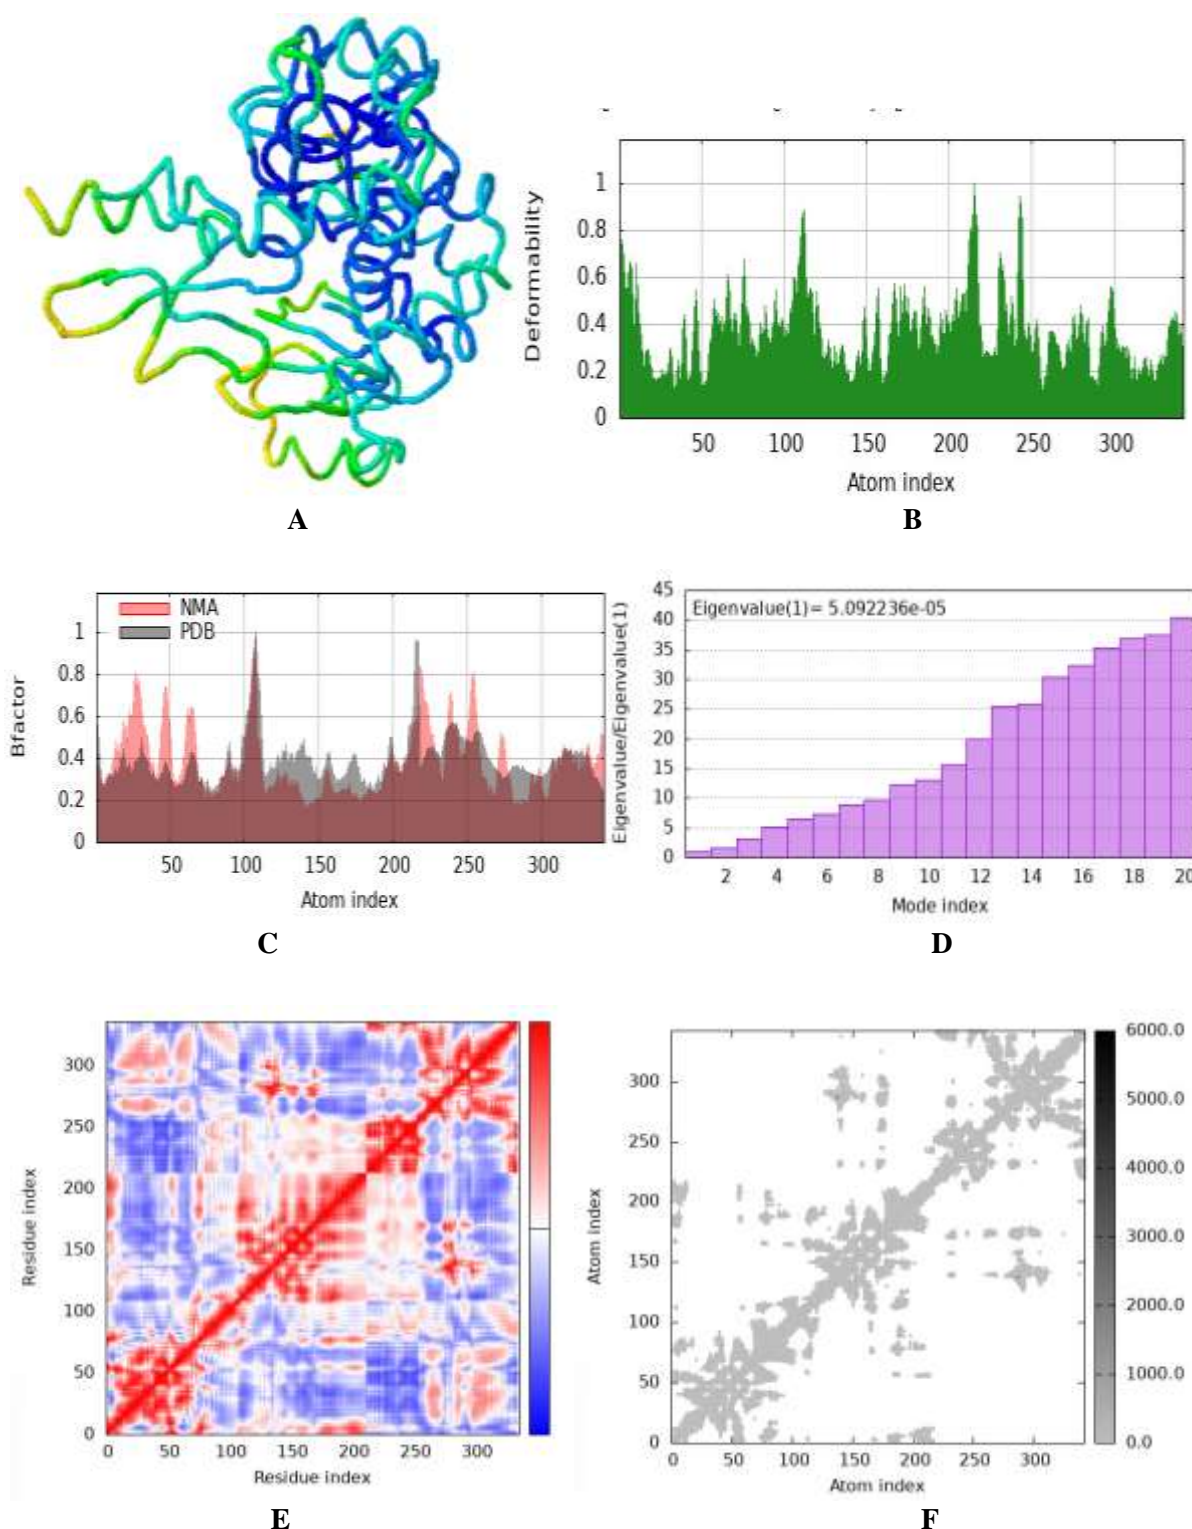 1
0.8
0.6
0.4
0.2
0
Deformability
50 100 150 200 250 300
Atom index
A
B
NMA
PDB
1
0.8
0.6
0.4
0.2
0
Bfactor
50 100 150 200 250 300
Atom index
C
Eigenvalue(1)= 5.092236e-05
45
40
35
30
25
20
15
10
5
0
Eigenvalue/Eigenvalue(1)
2 4 6 8 10 12 14 16 18 20
Mode index
D
300
250
200
150
100
50
0
Residue index
0 50 100 150 200 250 300
Residue index
E
300
250
200
150
100
50
0
Atom index
0 50 100 150 200 250 300
Atom index
6000.0
5000.0
4000.0
3000.0
2000.0
1000.0
0.0
F